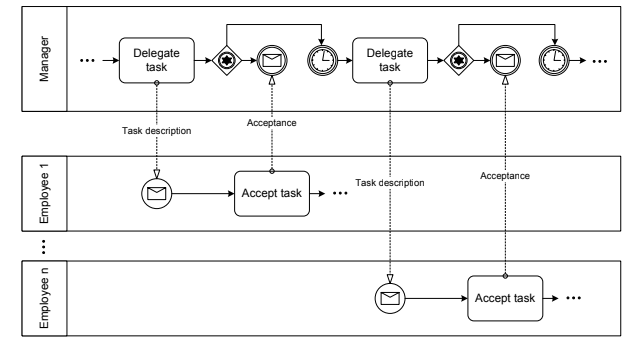 Manager
Delegate
task
Delegate
task
Task description
Acceptance
Employee 1
Accept task
Task description
Acceptance
Employee n
Accept task